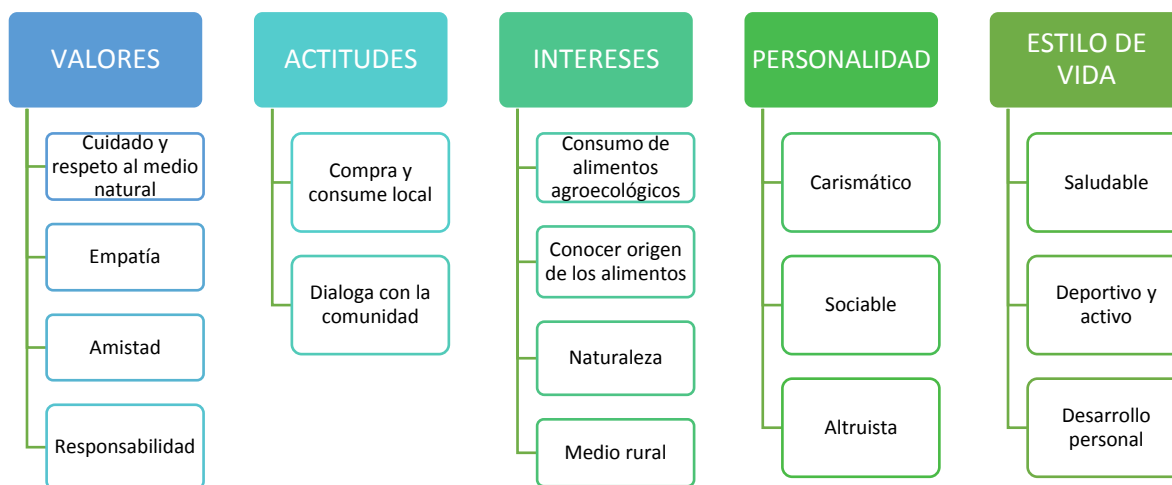 VALORES
Cuidado y
respeto al medio
natural
Empatía
Amistad
Responsabilidad
ACTITUDES
Compra y
consume local
Dialoga con la
comunidad
INTERESES
Consumo de
alimentos
agroecológicos
Conocer origen
de los alimentos
Naturaleza
Medio rural
PERSONALIDAD
Carismático
Sociable
Altruista
ESTILO DE
VIDA
Saludable
Deportivo y
activo
Desarrollo
personal